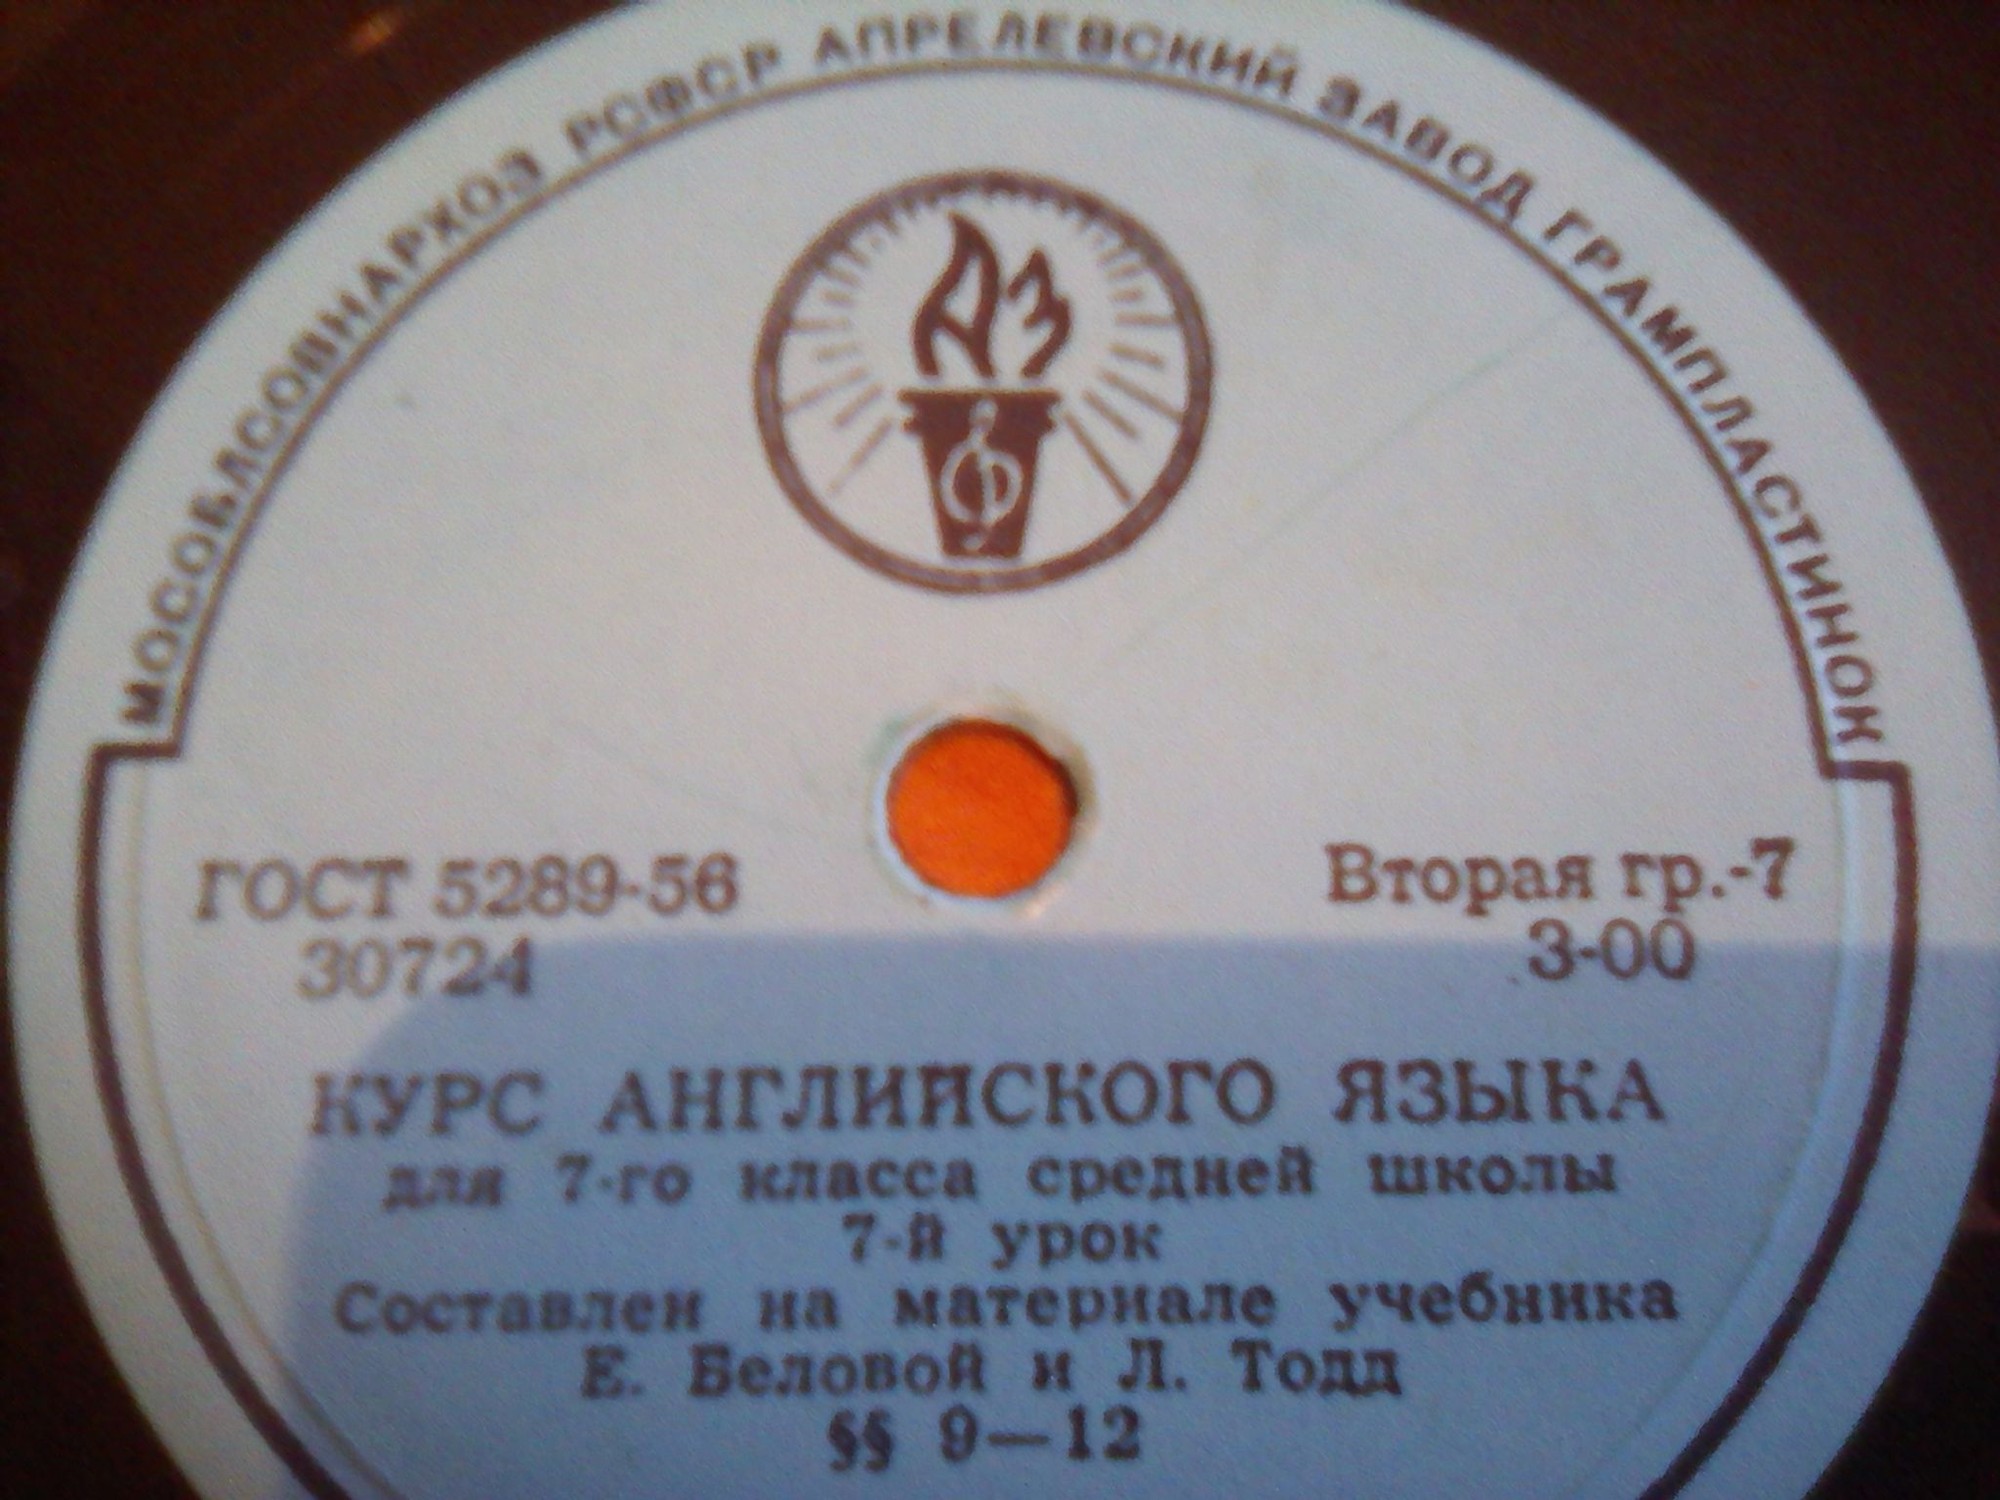 МОСОБЛСОВНАРХОЗ РСФСР АПРЕЛЕВСКИЙ ЗАВОД ГРАМПЛАСТИНОК
АЗ
ГОСТ 5289-56
Вторая гр.-7
30724
3-00
КУРС АНГЛИЙСКОГО ЯЗЫКА
для 7-го класса средней школы
7-й урок
Составлен на материале учебника
Е. Беловой и Л. Тодд
§§ 9—12